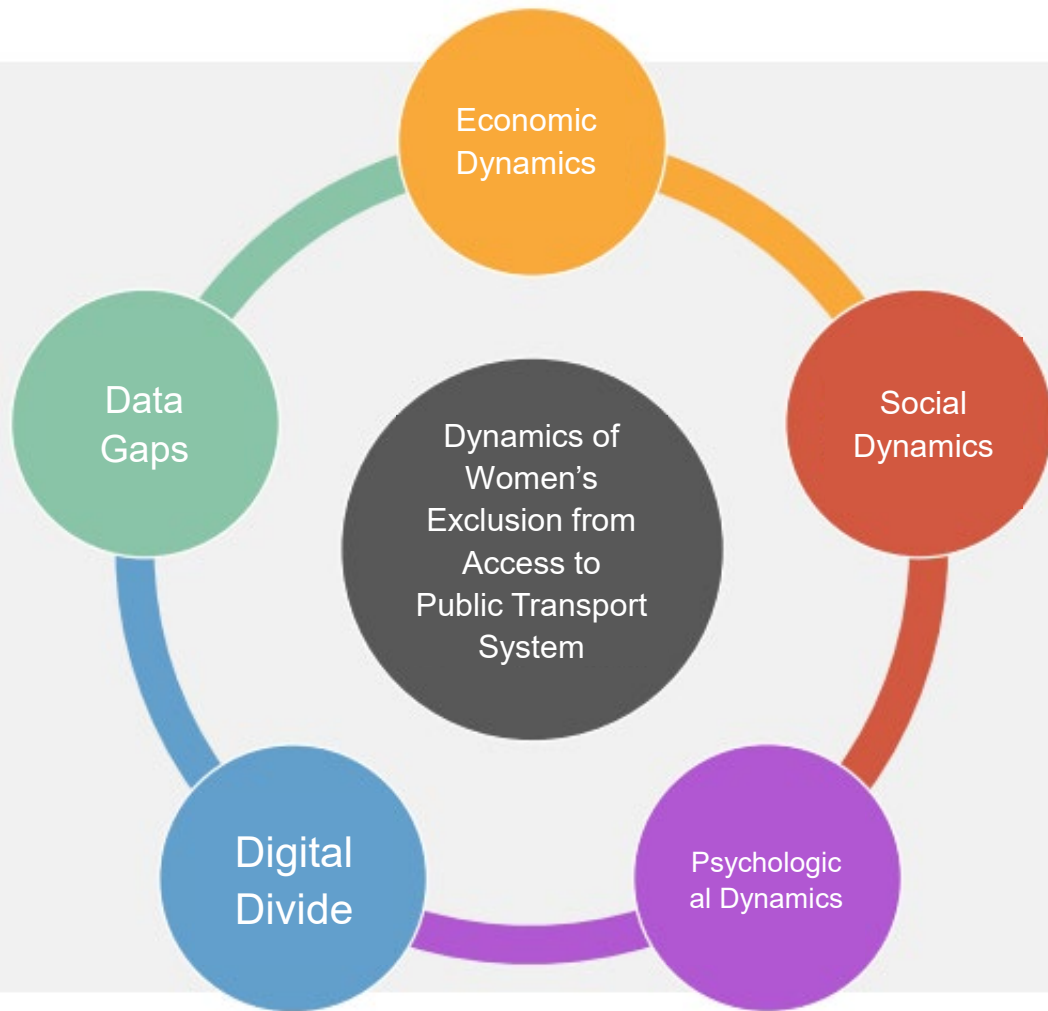 Economic
Dynamics
Social
Dynamics
Data
Gaps
Dynamics of
Women’s
Exclusion from
Access to
Public Transport
System
Digital
Divide
Psychologic
al Dynamics